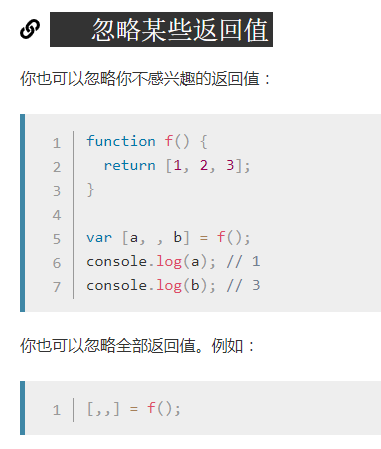 忽略某些返回值
你也可以忽略你不感兴趣的返回值：
1 function f() {
2   return [1, 2, 3];
3 }
4
5 var [a, , b] = f();
6 console.log(a); // 1
7 console.log(b); // 3
你也可以忽略全部返回值。例如：
1 [,,] = f();